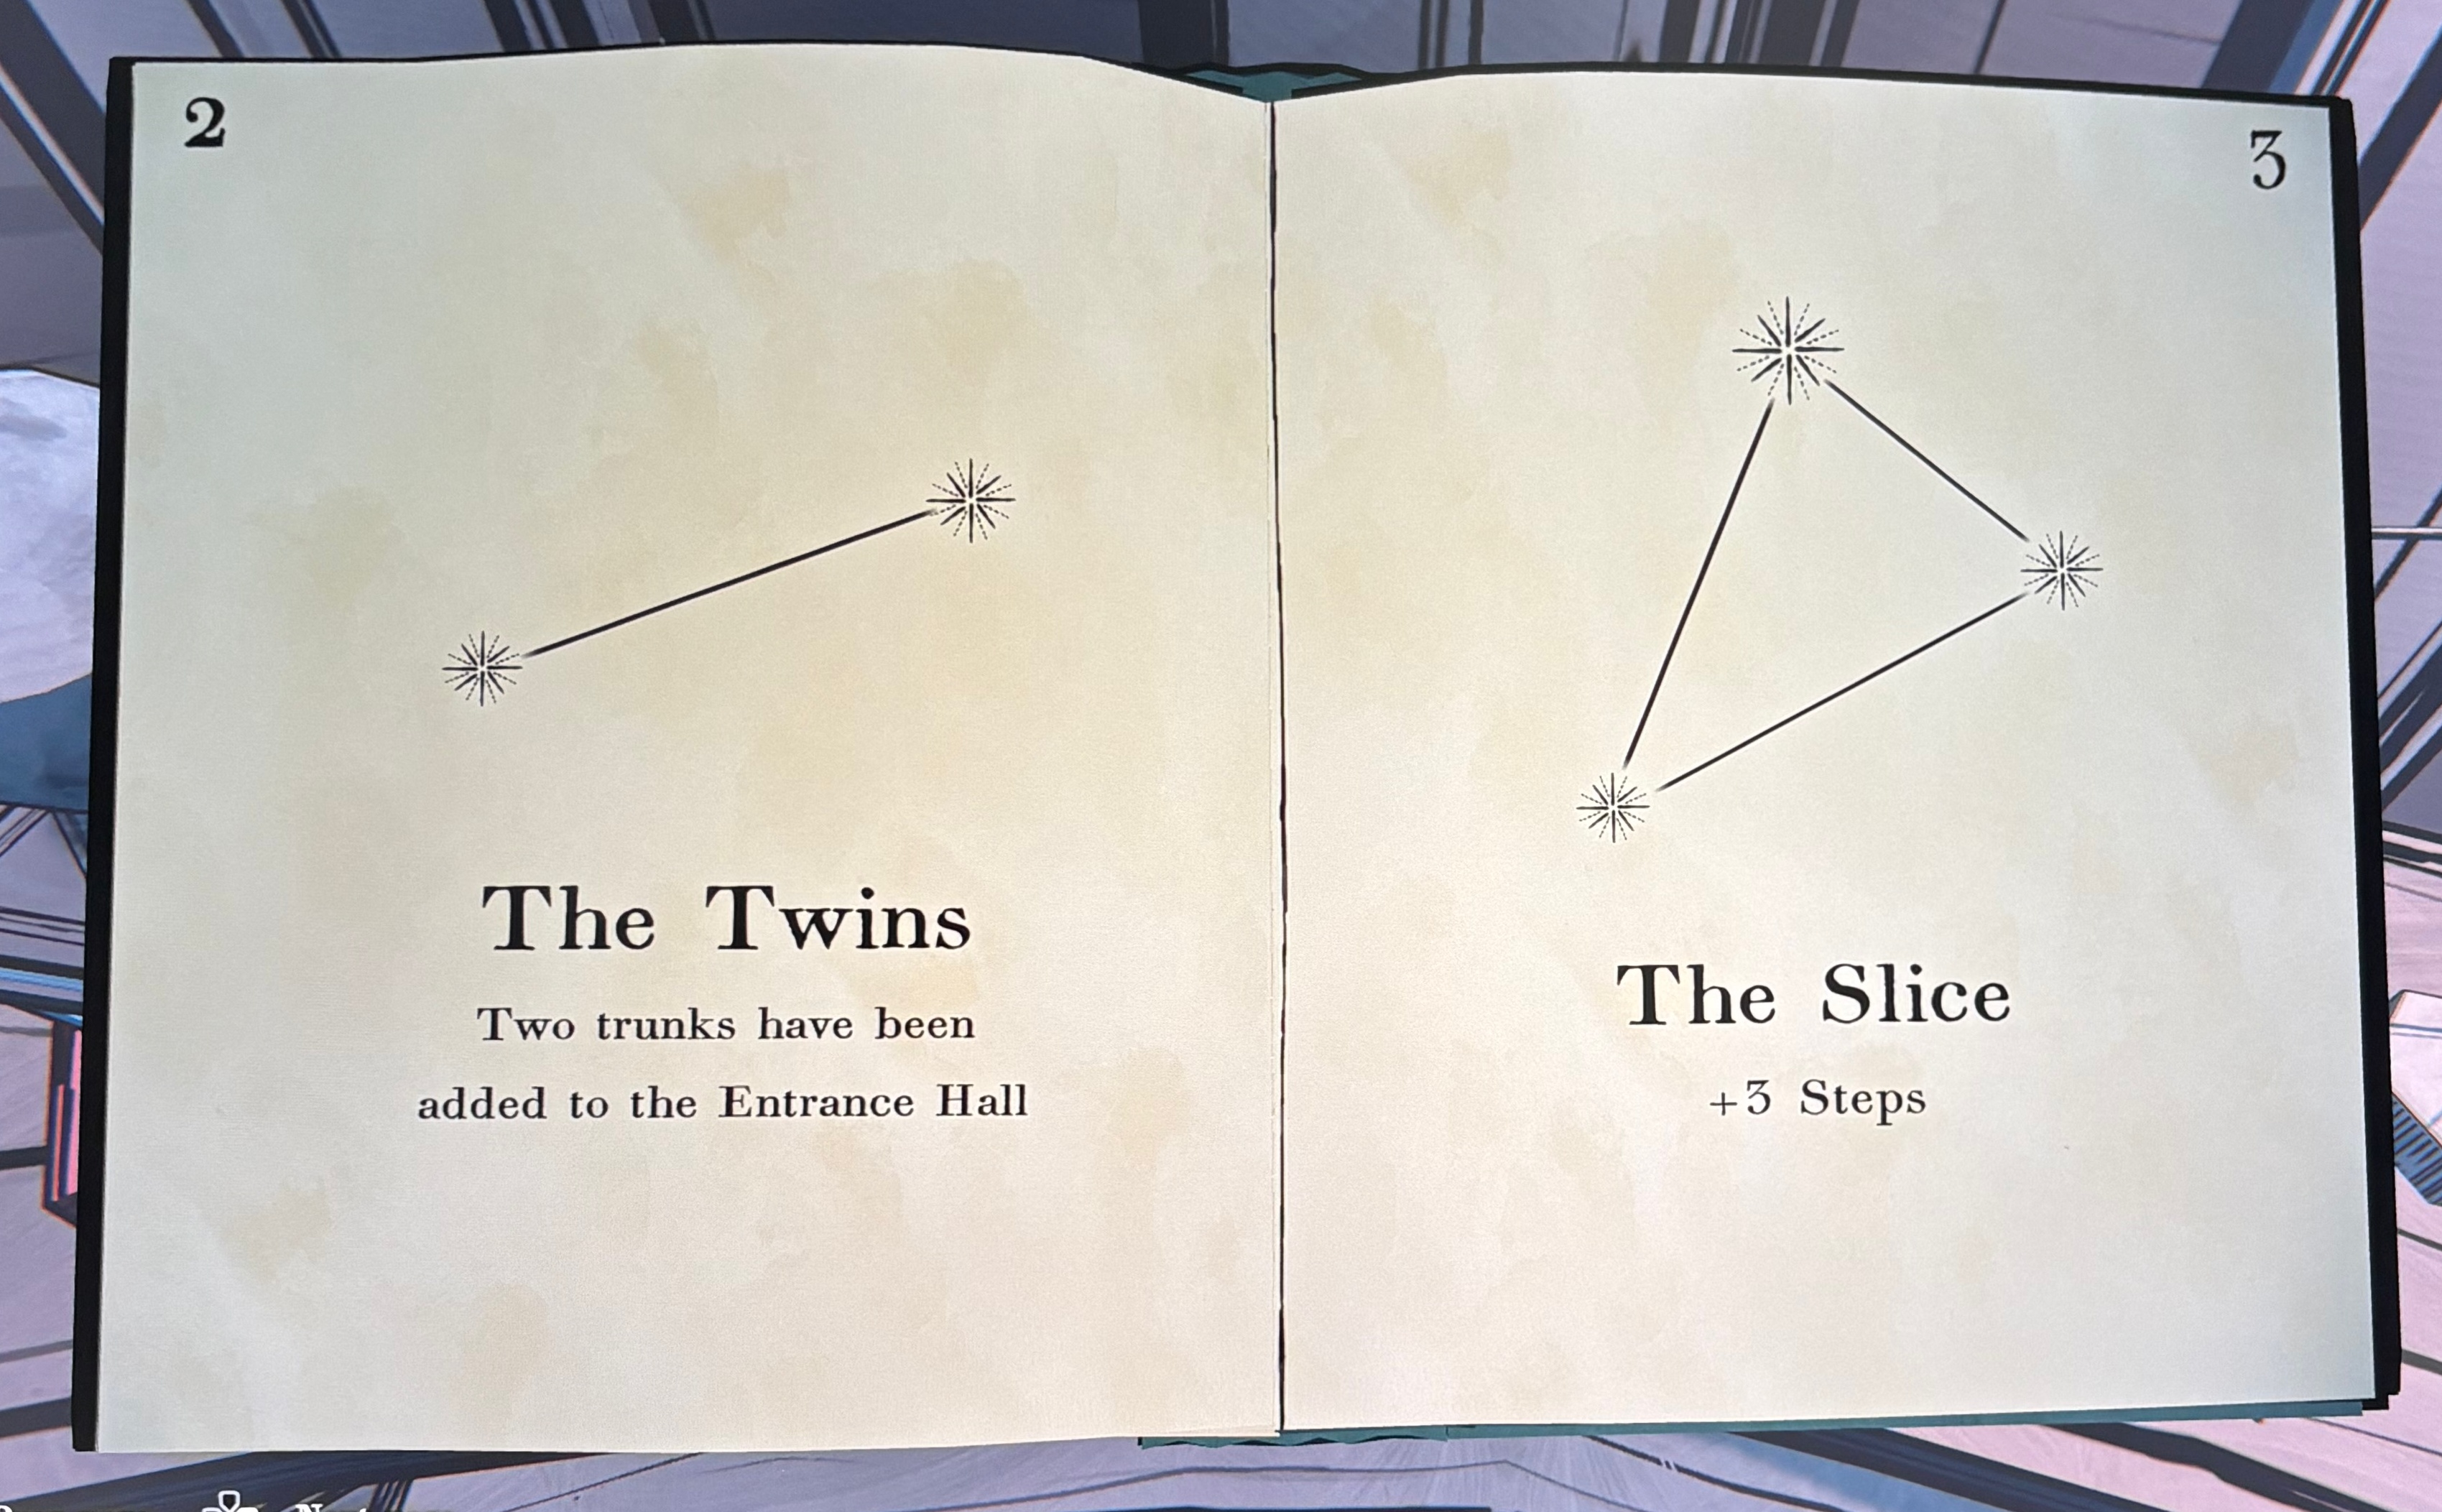 2
The Twins
Two trunks have been
added to the Entrance Hall
3
The Slice
+3 Steps